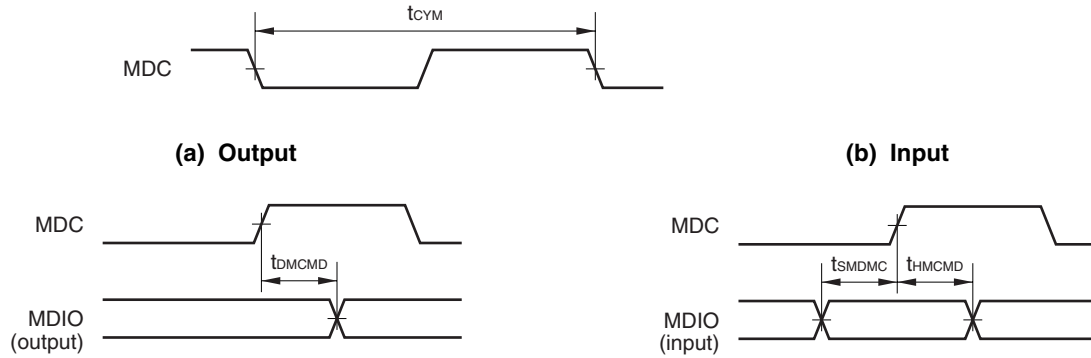 tCYM
MDC
(a) Output
(b) Input
MDC
tDMCMD
MDIO
(output)
MDC
tSMDMC
tHMCMD
MDIO
(input)